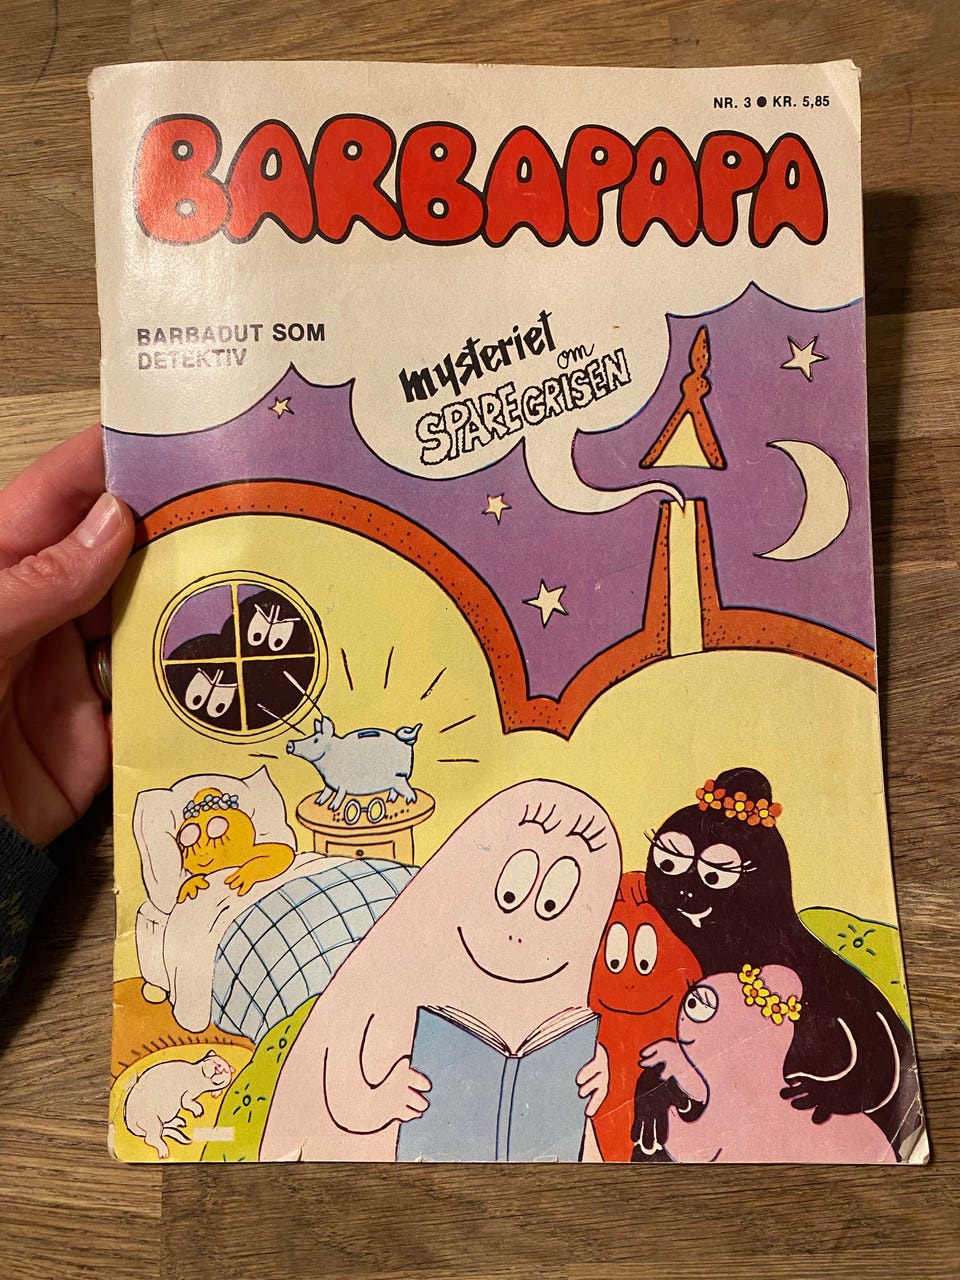 NR. 3 ● KR. 5,85
BARBAPAPA
BARBADUT SOM
DETEKTIV
mysteriet
om
SPAREGRISEN